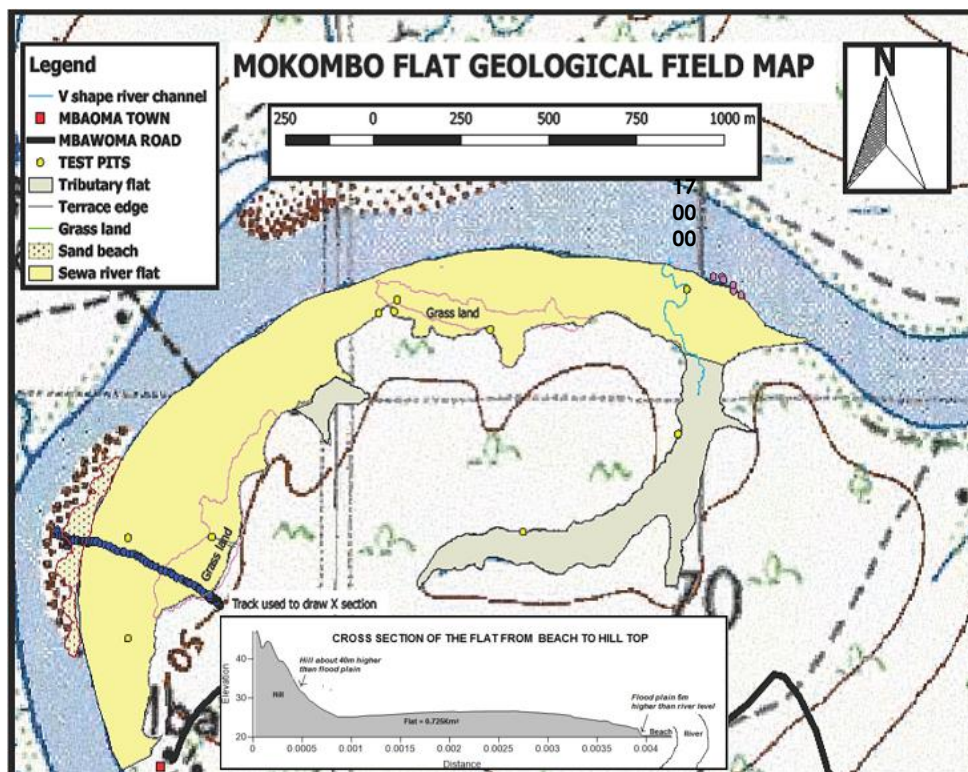 MOKOMBO FLAT GEOLOGICAL FIELD MAP
Legend
V shape river channel
MBAOMA TOWN
MBAWOMA ROAD
TEST PITS
Tributary flat
Terrace edge
Grass land
Sand beach
Sewa river flat
250 0 250 500 750 1000 m
N
17
00
00
Grass land
Grass land
Track used to draw X section
70
CROSS SECTION OF THE FLAT FROM BEACH TO HILL TOP
Hill about 40m higher
than flood plain
Flood plain 5m
higher than river level
Elevation
40
30
20
Hill
Flat = 0.725Km²
Beach
River
0 0.0005 0.001 0.0015 0.002 0.0025 0.003 0.0035 0.004
Distance